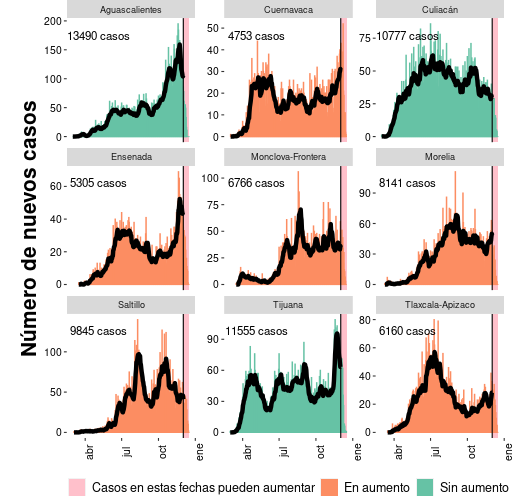 Número de nuevos casos
Aguascalientes
Cuernavaca
Culiacán
200
150
100
50
0
13490 casos
50
40
30
20
10
0
4753 casos
75
50
25
0
10777 casos
Ensenada
Monclova-Frontera
Morelia
60
40
20
0
5305 casos
100
75
50
25
0
6766 casos
90
60
30
0
8141 casos
Saltillo
Tijuana
Tlaxcala-Apizaco
100
50
0
9845 casos
90
60
30
0
11555 casos
80
60
40
20
0
6160 casos
abr jul oct ene
abr jul oct ene
abr jul oct ene
Casos en estas fechas pueden aumentar En aumento Sin aumento